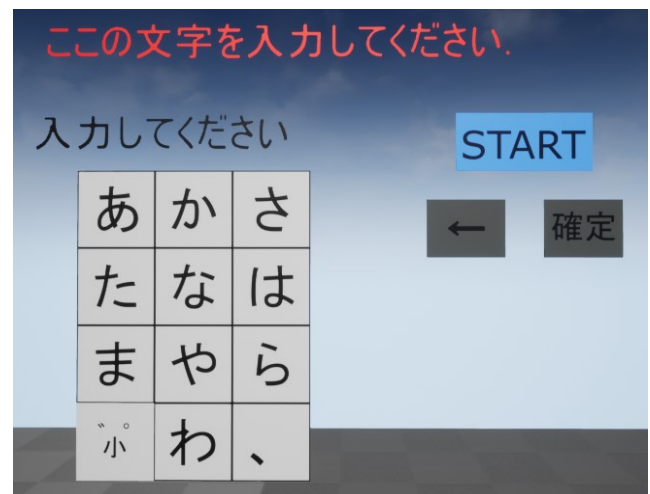 ここの文字を入力してください.
入力してください
START
← 確定
あ か さ
た な は
ま や ら
゛゜小 わ 、